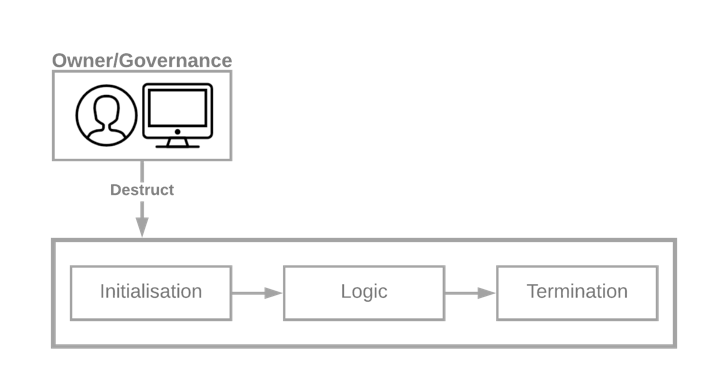 Owner/Governance
Destruct
Initialisation
Logic
Termination